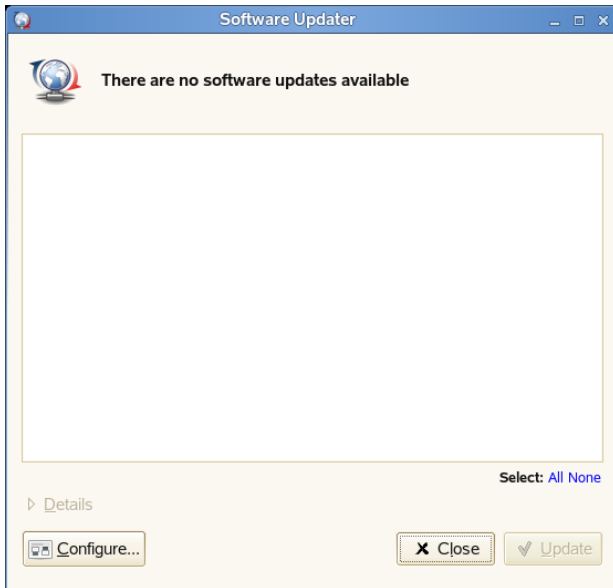 Software Updater
There are no software updates available
Select: All None
Details
Configure...
Close
Update